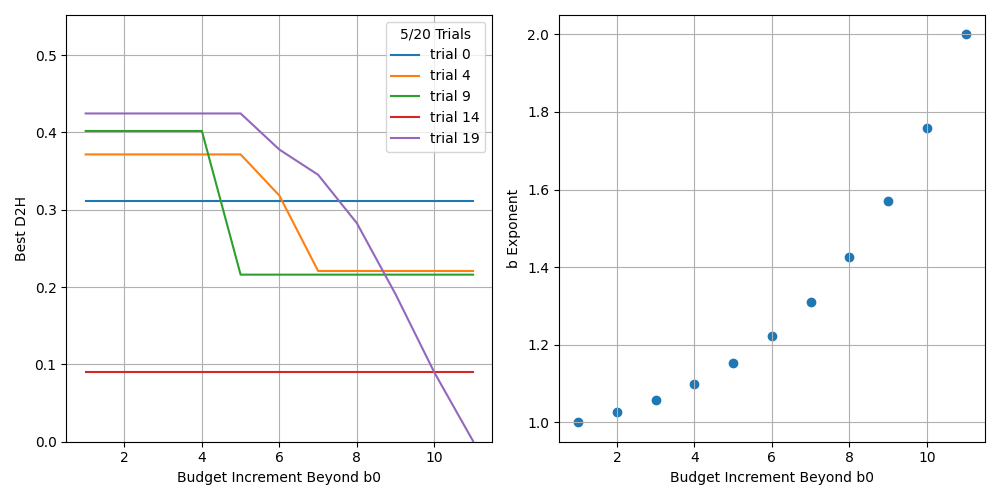 5/20 Trials
trial 0
trial 4
trial 9
trial 14
trial 19
Best D2H
0.5
0.4
0.3
0.2
0.1
0.0
2 4 6 8 10
Budget Increment Beyond b0
b Exponent
2.0
1.8
1.6
1.4
1.2
1.0
2 4 6 8 10
Budget Increment Beyond b0